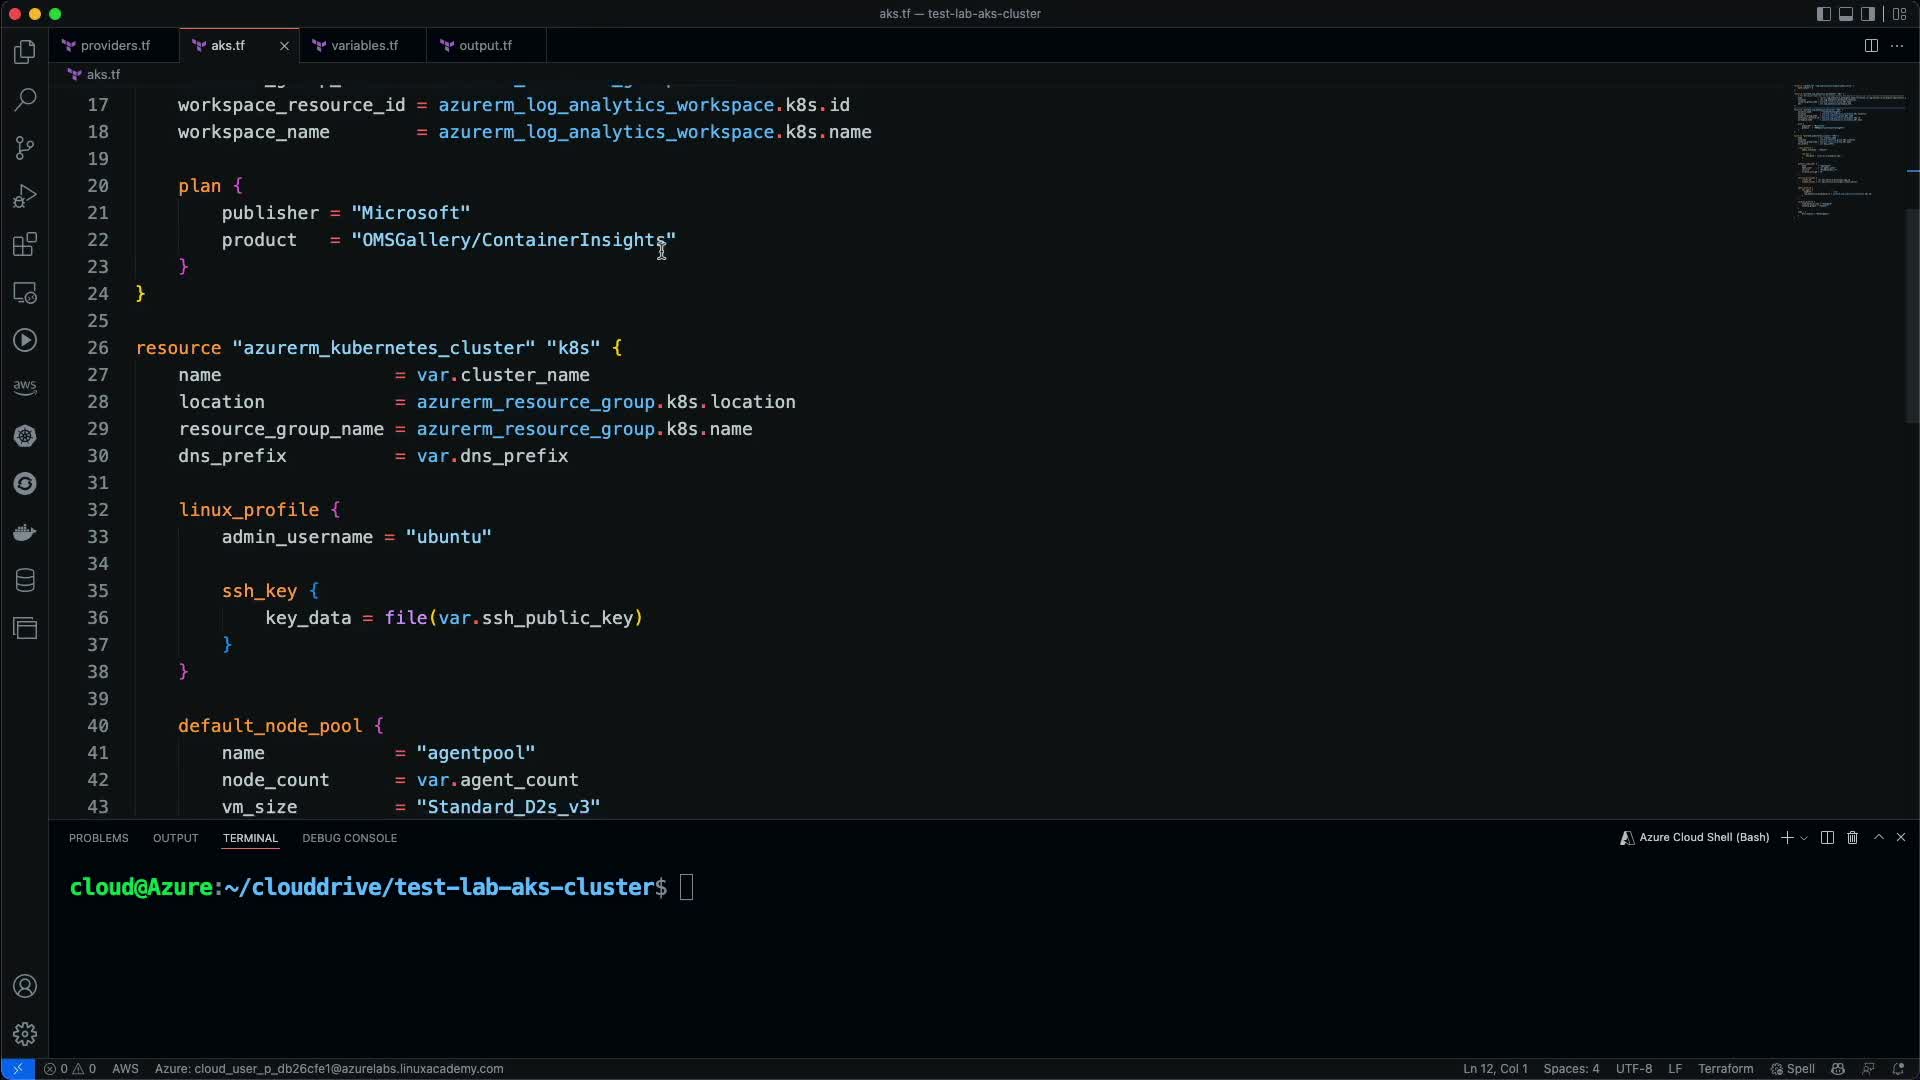 aks.tf — test-lab-aks-cluster
providers.tf
aks.tf
variables.tf
output.tf
aks.tf
17 workspace_resource_id = azurerm_log_analytics_workspace.k8s.id
18 workspace_name = azurerm_log_analytics_workspace.k8s.name
19
20 plan {
21 publisher = "Microsoft"
22 product = "OMSGallery/ContainerInsights"
23 }
24 }
25
26 resource "azurerm_kubernetes_cluster" "k8s" {
27 name = var.cluster_name
28 location = azurerm_resource_group.k8s.location
29 resource_group_name = azurerm_resource_group.k8s.name
30 dns_prefix = var.dns_prefix
31
32 linux_profile {
33 admin_username = "ubuntu"
34
35 ssh_key {
36 key_data = file(var.ssh_public_key)
37 }
38 }
39
40 default_node_pool {
41 name = "agentpool"
42 node_count = var.agent_count
43 vm_size = "Standard_D2s_v3"
aws
PROBLEMS OUTPUT TERMINAL DEBUG CONSOLE
Azure Cloud Shell (Bash)
cloud@Azure:~/clouddrive/test-lab-aks-cluster$
0 0 AWS Azure: cloud_user_p_db26cfe1@azurelabs.linuxacademy.com
Ln 12, Col 1 Spaces: 4 UTF-8 LF Terraform Spell